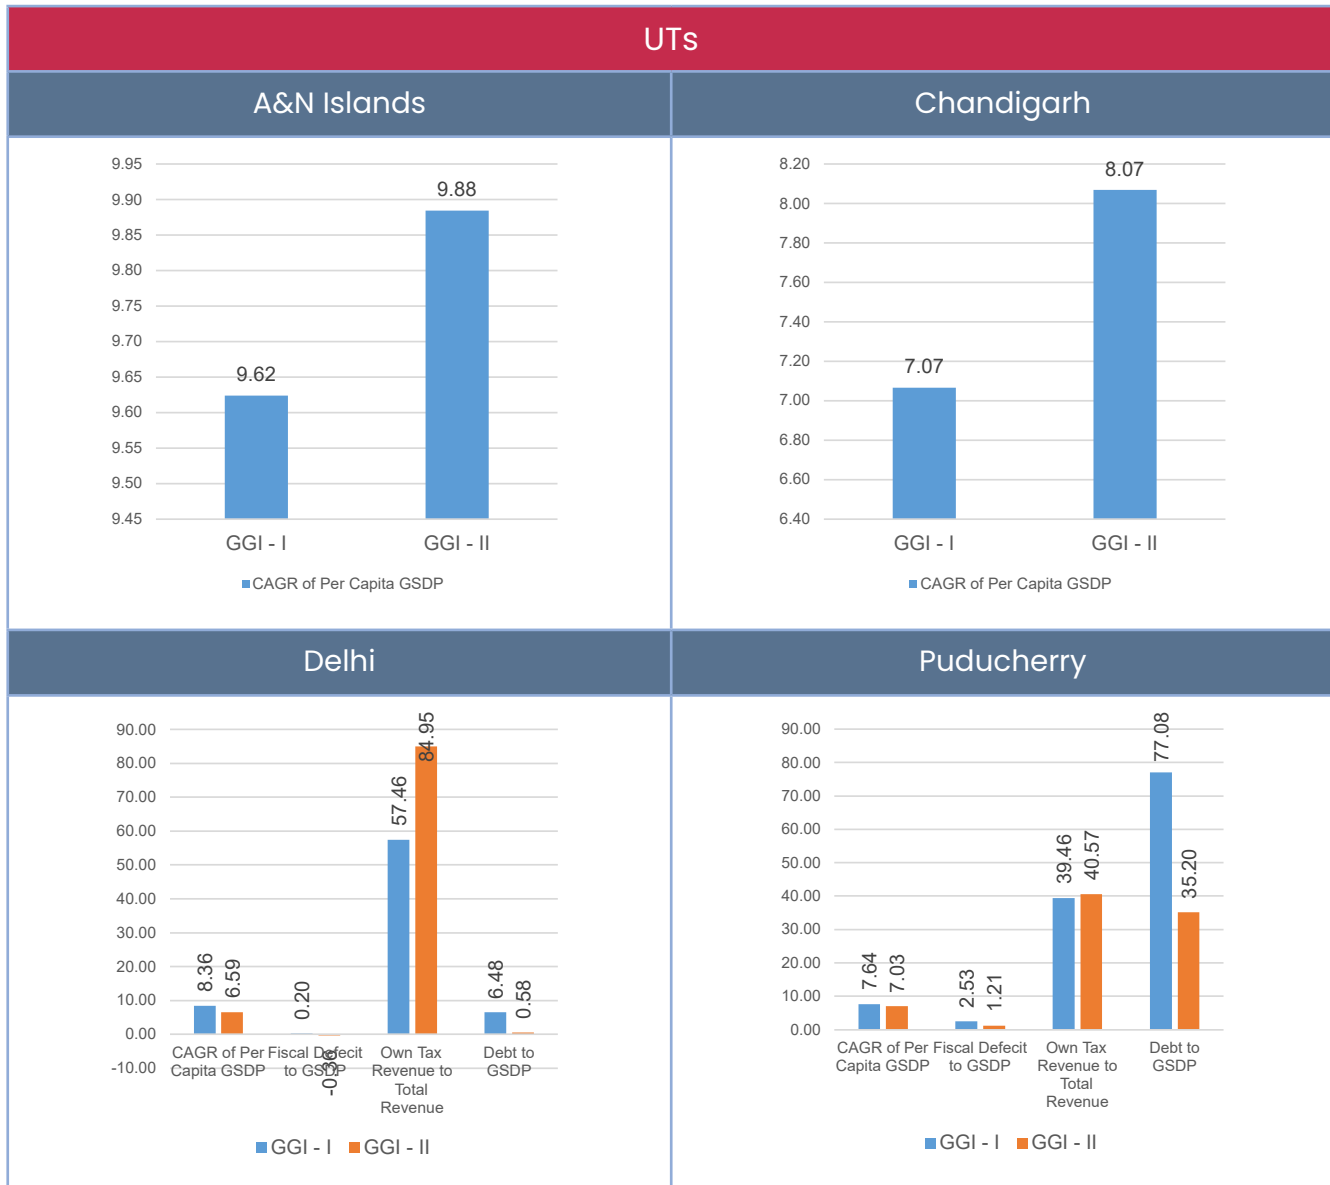 UTs
A&N Islands
Chandigarh
9.95
9.90
9.85
9.80
9.75
9.70
9.65
9.60
9.55
9.50
9.45
9.62
9.88
GGI - I
GGI - II
CAGR of Per Capita GSDP
8.20
8.00
7.80
7.60
7.40
7.20
7.00
6.80
6.60
6.40
7.07
8.07
GGI - I
GGI - II
CAGR of Per Capita GSDP
Delhi
Puducherry
90.00
80.00
70.00
60.00
50.00
40.00
30.00
20.00
10.00
0.00
-10.00
8.36
6.59
0.20
-0.36
57.46
84.95
6.48
0.58
CAGR of Per
Capita GSDP
Fiscal Defecit
to GSDP
Own Tax
Revenue to
Total
Revenue
Debt to
GSDP
GGI - I
GGI - II
90.00
80.00
70.00
60.00
50.00
40.00
30.00
20.00
10.00
0.00
7.64
7.03
2.53
1.21
39.46
40.57
77.08
35.20
CAGR of Per
Capita GSDP
Fiscal Defecit
to GSDP
Own Tax
Revenue to
Total
Revenue
Debt to
GSDP
GGI - I
GGI - II